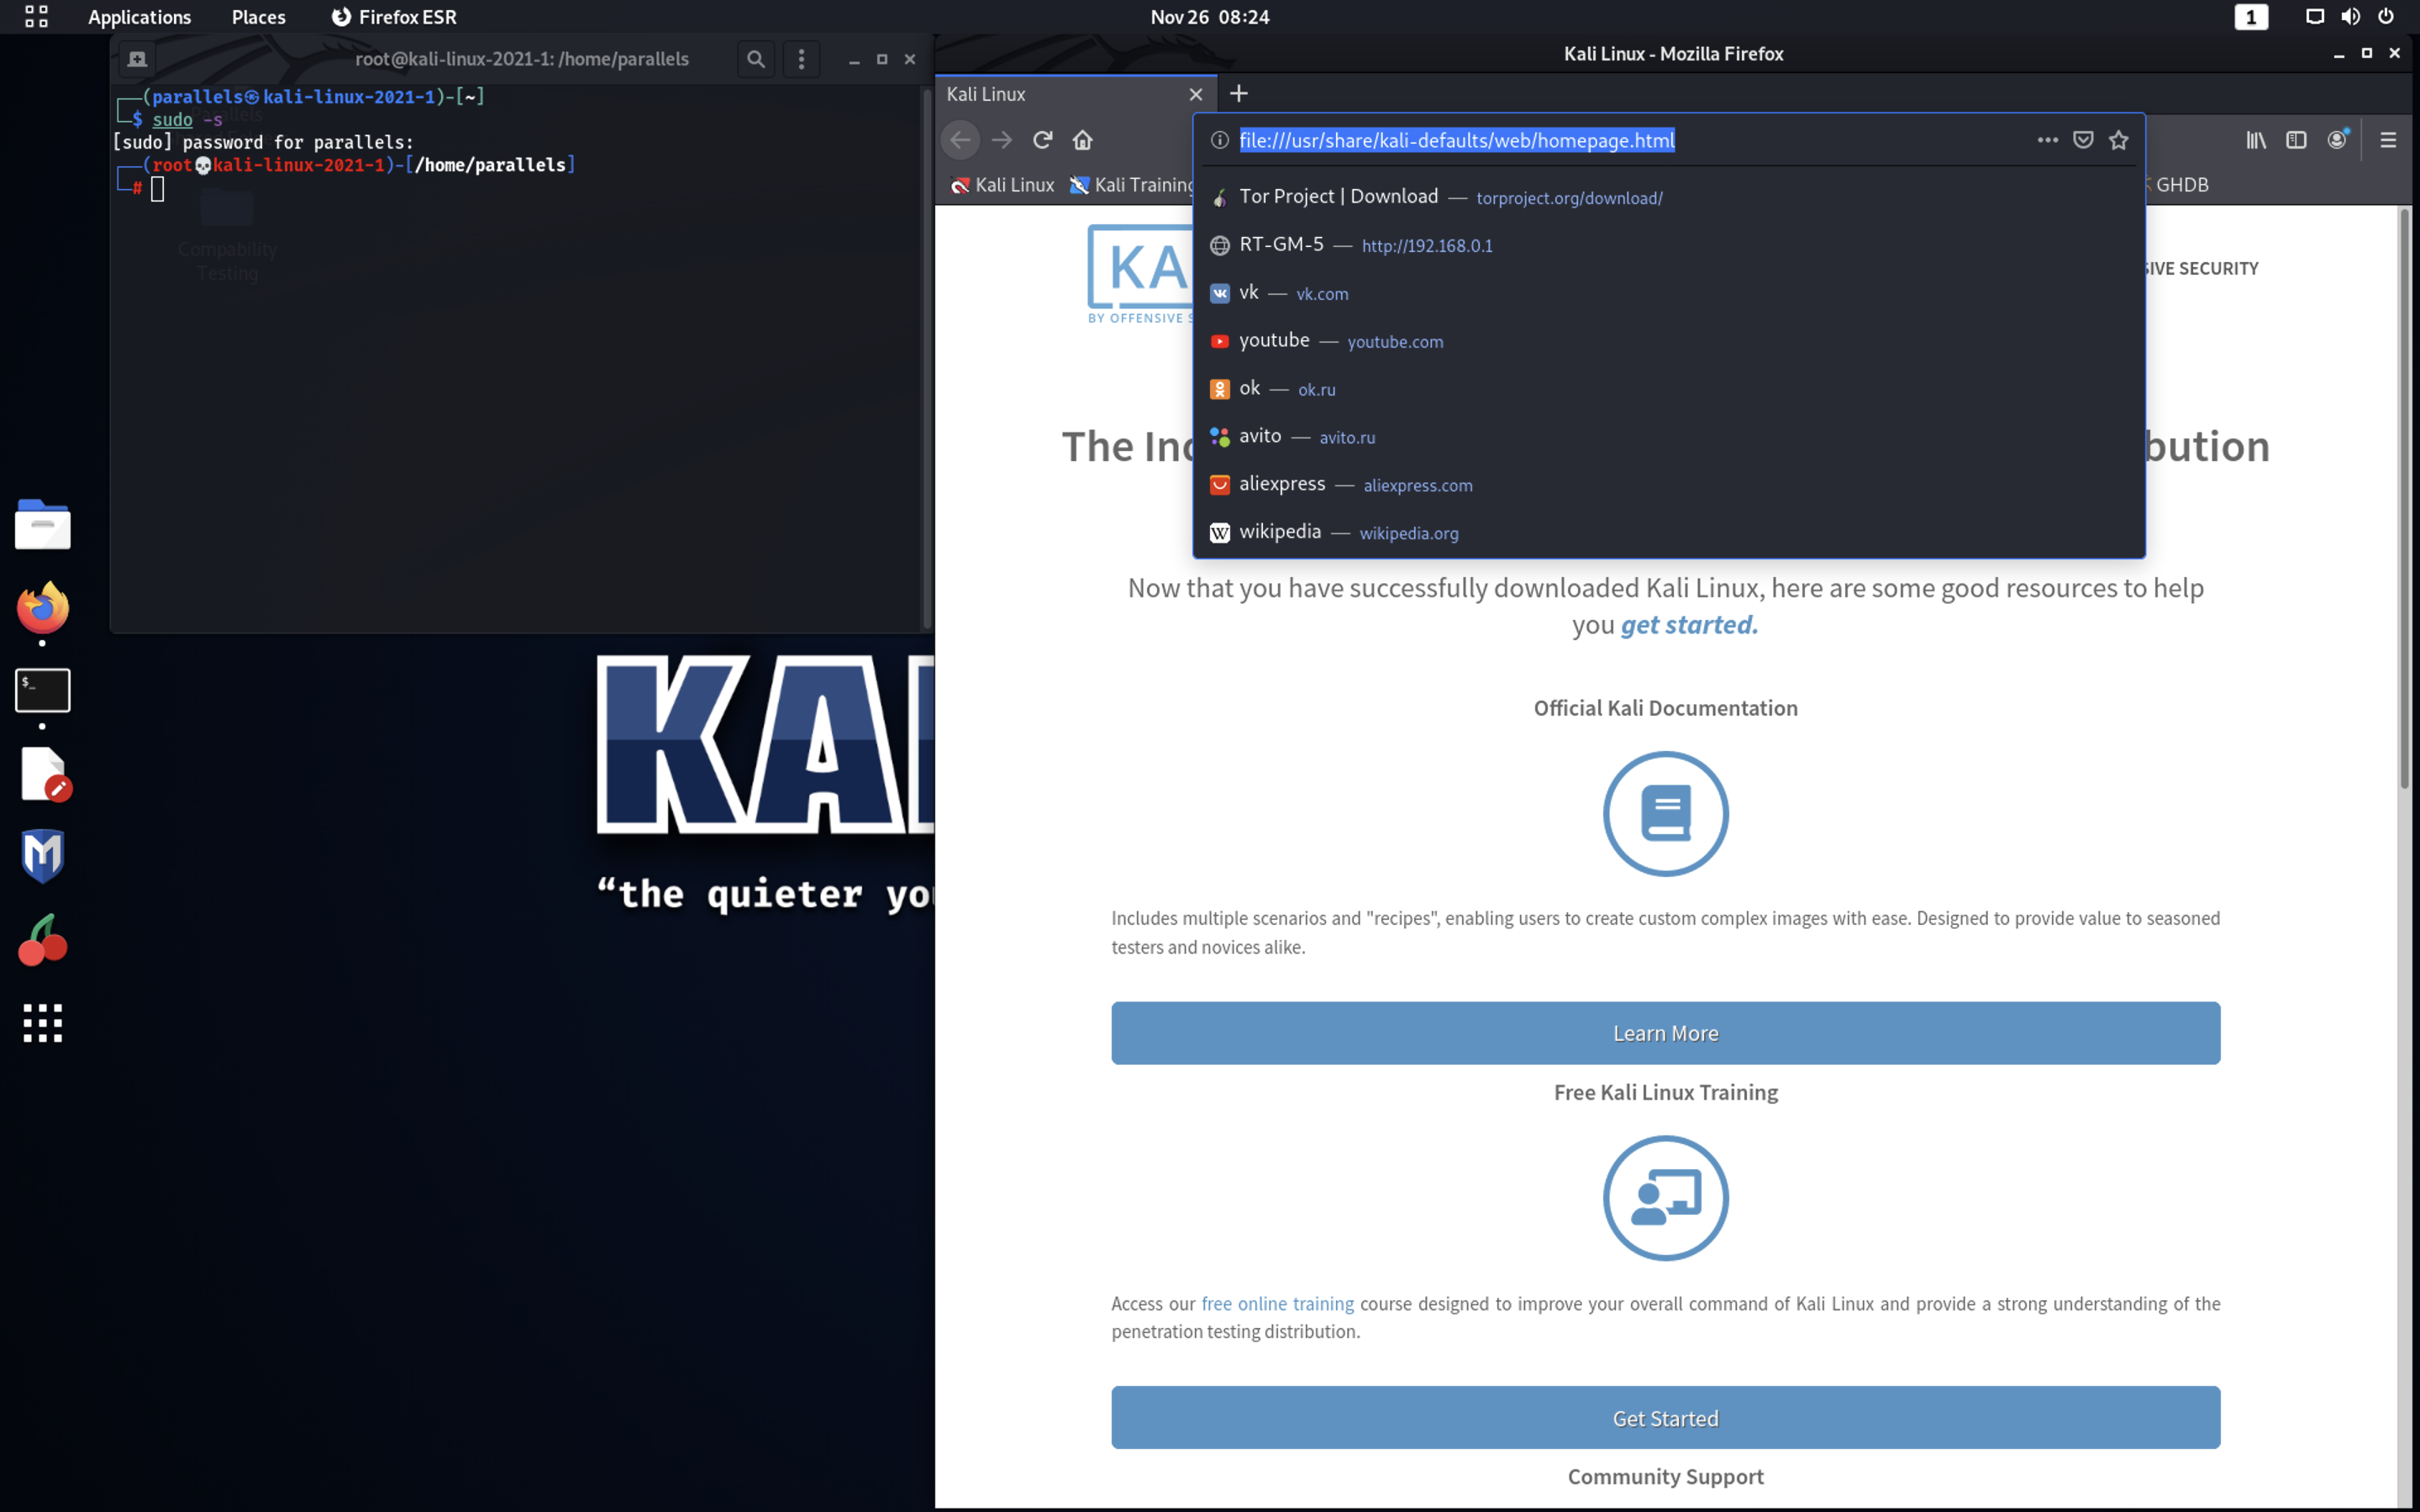 Applications Places Firefox ESR Nov 26 08:24 1
root@kali-linux-2021-1: /home/parallels
(parallels㉿kali-linux-2021-1)-[~]
$ sudo -s
[sudo] password for parallels:
(root💀kali-linux-2021-1)-[/home/parallels]
#
Compability
Testing
KA
“the quieter yo
Kali Linux - Mozilla Firefox
Kali Linux
file:///usr/share/kali-defaults/web/homepage.html
Kali Linux Kali Training GHDB
Tor Project | Download — torproject.org/download/
RT-GM-5 — http://192.168.0.1
vk — vk.com
youtube — youtube.com
ok — ok.ru
avito — avito.ru
aliexpress — aliexpress.com
wikipedia — wikipedia.org
KA
BY OFFENSIVE S
SIVE SECURITY
The Ind bution
Now that you have successfully downloaded Kali Linux, here are some good resources to help
you get started.
Official Kali Documentation
Includes multiple scenarios and "recipes", enabling users to create custom complex images with ease. Designed to provide value to seasoned
testers and novices alike.
Learn More
Free Kali Linux Training
Access our free online training course designed to improve your overall command of Kali Linux and provide a strong understanding of the
penetration testing distribution.
Get Started
Community Support